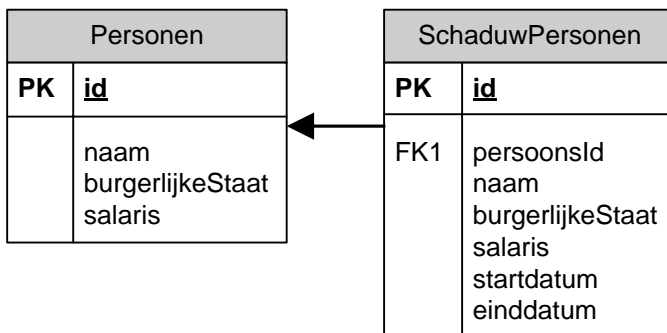 Personen
PK id
naam
burgerlijkeStaat
salaris
SchaduwPersonen
PK id
FK1 persoonsId
naam
burgerlijkeStaat
salaris
startdatum
einddatum